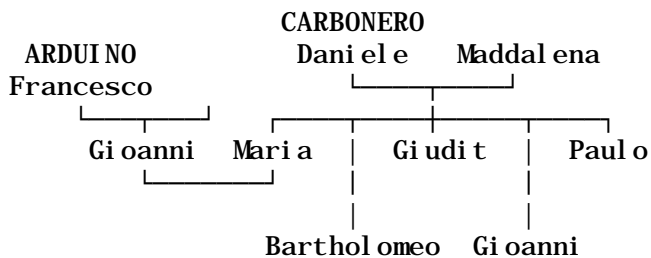 CARBONERO
ARDUINO Daniele Maddalena
Francesco
Gioanni Maria Giudit Paulo
Bartholomeo Gioanni